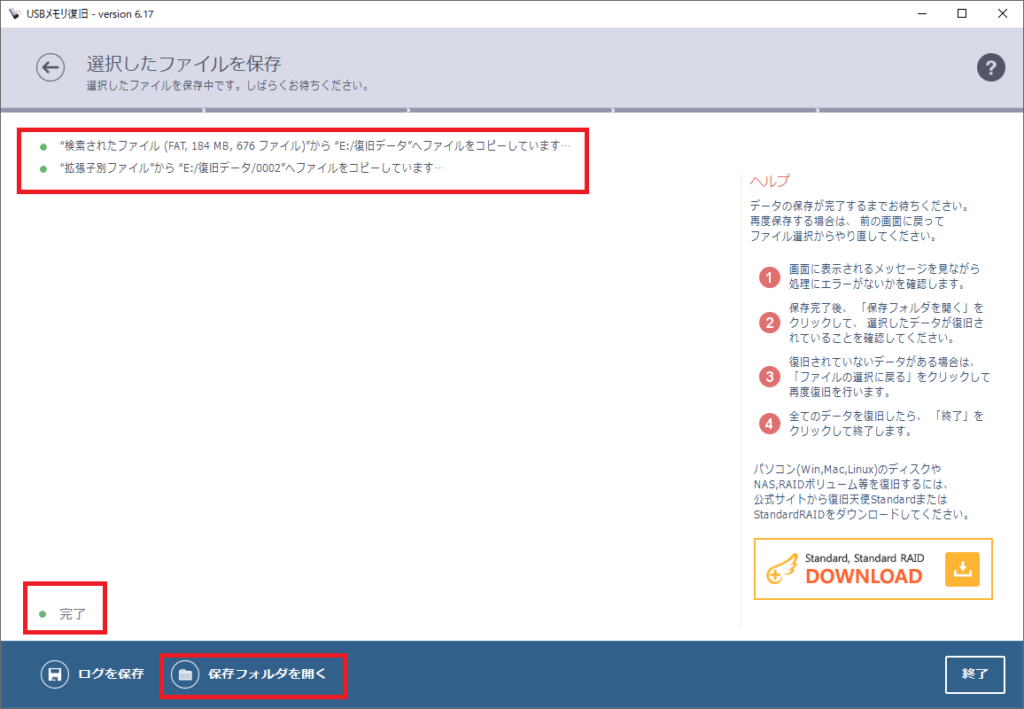 USBメモリ復旧 - version 6.17
選択したファイルを保存
選択したファイルを保存中です。しばらくお待ちください。
?
“検索されたファイル (FAT, 184 MB, 676 ファイル)”から “E:/復旧データ”へファイルをコピーしています…
“拡張子別ファイル”から “E:/復旧データ/0002”へファイルをコピーしています…
ヘルプ
データの保存が完了するまでお待ちください。
再度保存する場合は、 前の画面に戻って
ファイル選択からやり直してください。
1
画面に表示されるメッセージを見ながら
処理にエラーがないかを確認します。
2
保存完了後、 「保存フォルダを開く」を
クリックして、 選択したデータが復旧さ
れていることを確認してください。
3
復旧されていないデータがある場合は、
「ファイルの選択に戻る」をクリックして
再度復旧を行います。
4
全てのデータを復旧したら、 「終了」を
クリックして終了します。
パソコン(Win,Mac,Linux)のディスクや
NAS,RAIDボリューム等を復旧するには、
公式サイトから復旧天使Standardまたは
StandardRAIDをダウンロードしてください。
Standard, Standard RAID
DOWNLOAD
完了
ログを保存
保存フォルダを開く
終了